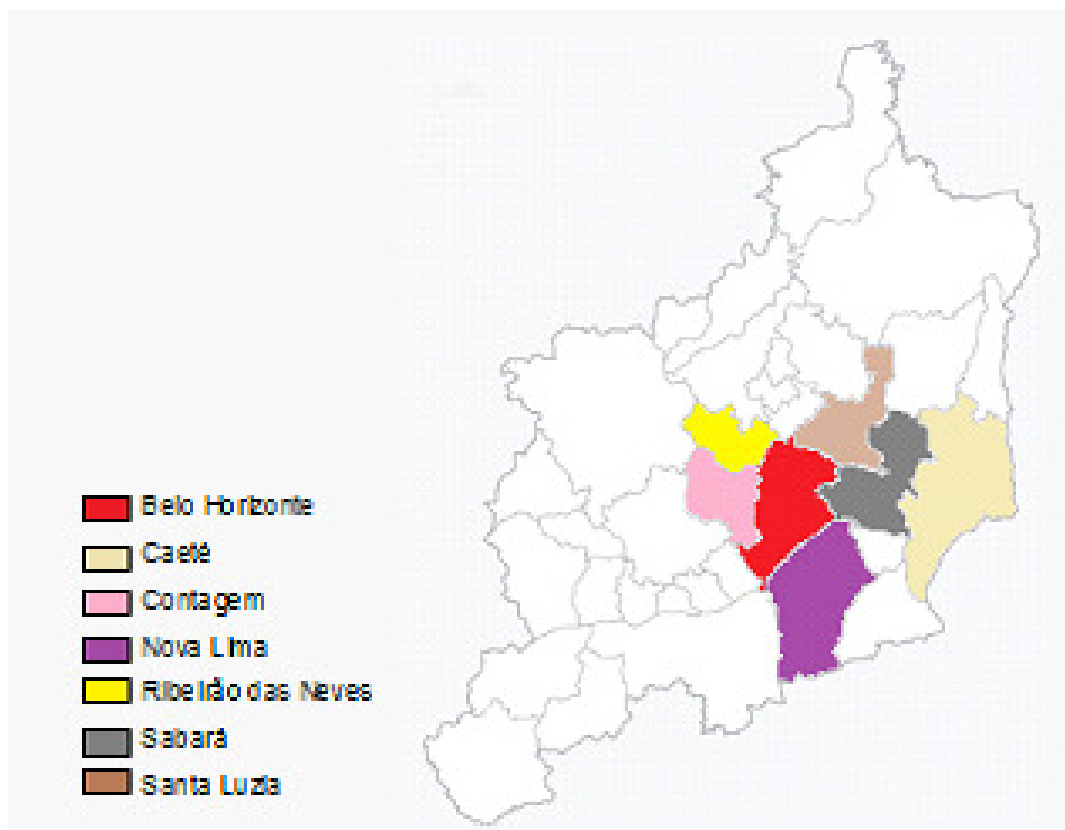 Belo Horizonte
Caeté
Contagem
Nova Lima
Ribeirão das Neves
Sabará
Santa Luzia